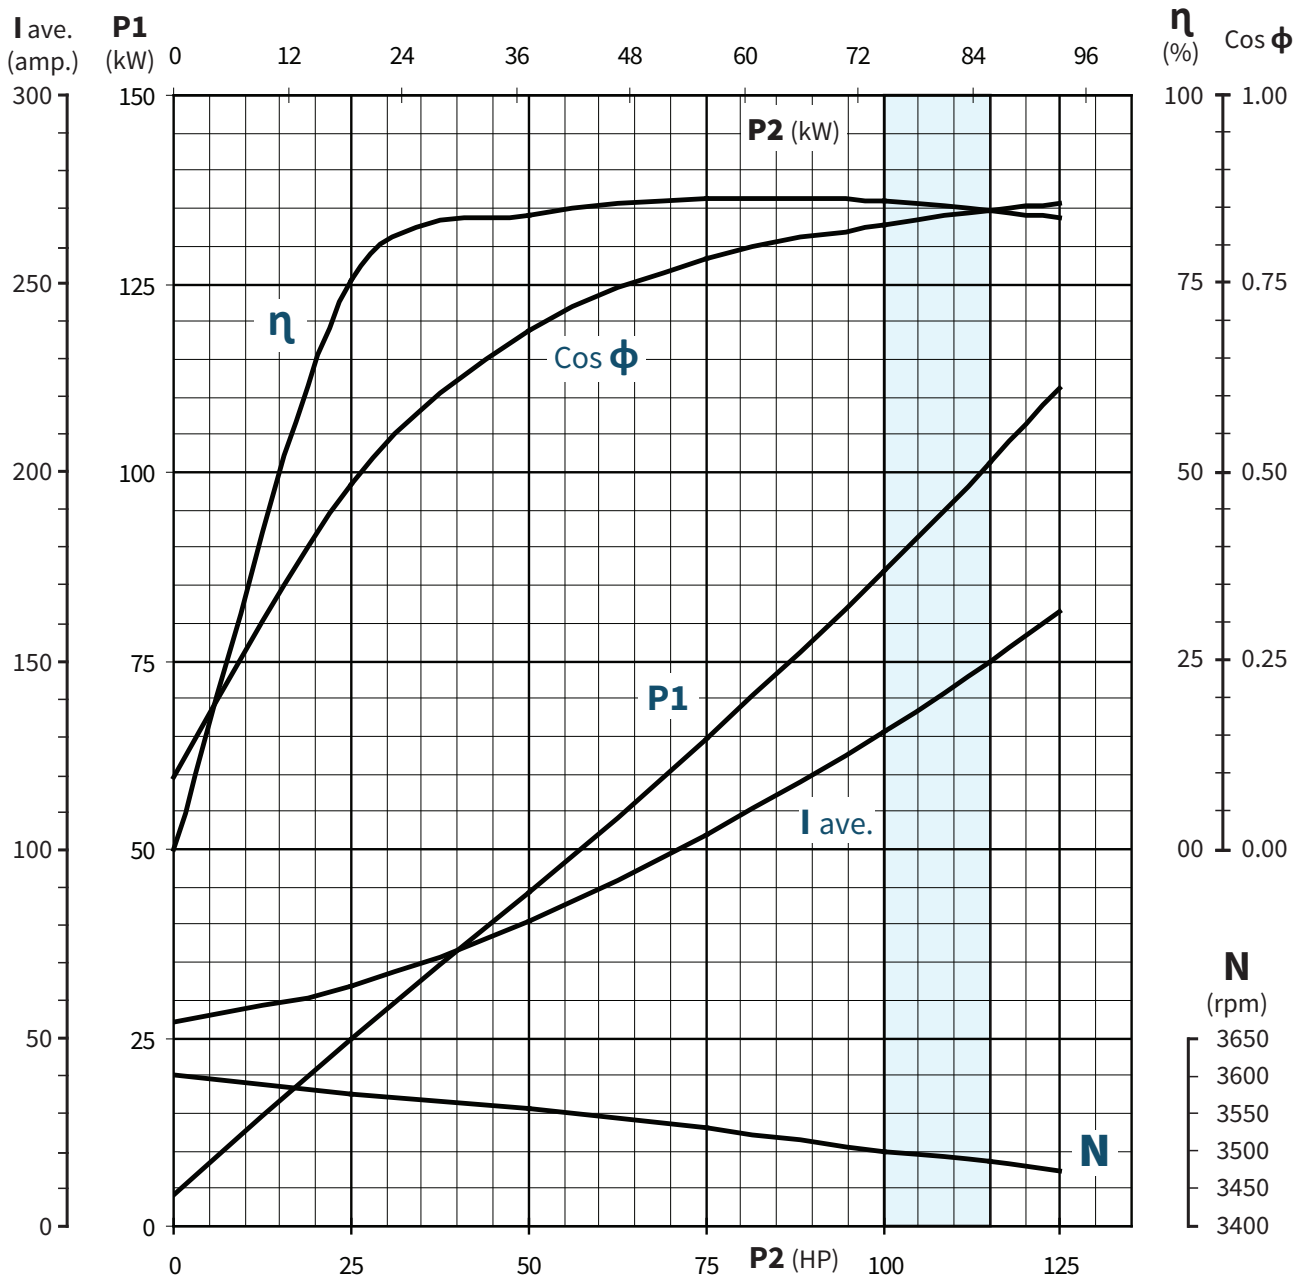 I ave.
(amp.)
P1
(kW)
0 12 24 36 48 60 72 84 96
η
(%)
Cos ϕ
300 150 100 1.00
P2 (kW)
250 125 75 0.75
η
Cos ϕ
200 100 50 0.50
150 75 25 0.25
P1
I ave.
100 50 00 0.00
N
(rpm)
50 25 3650
3600
3550
N 3500
3450
0 0 3400
0 25 50 75 P2 (HP) 100 125